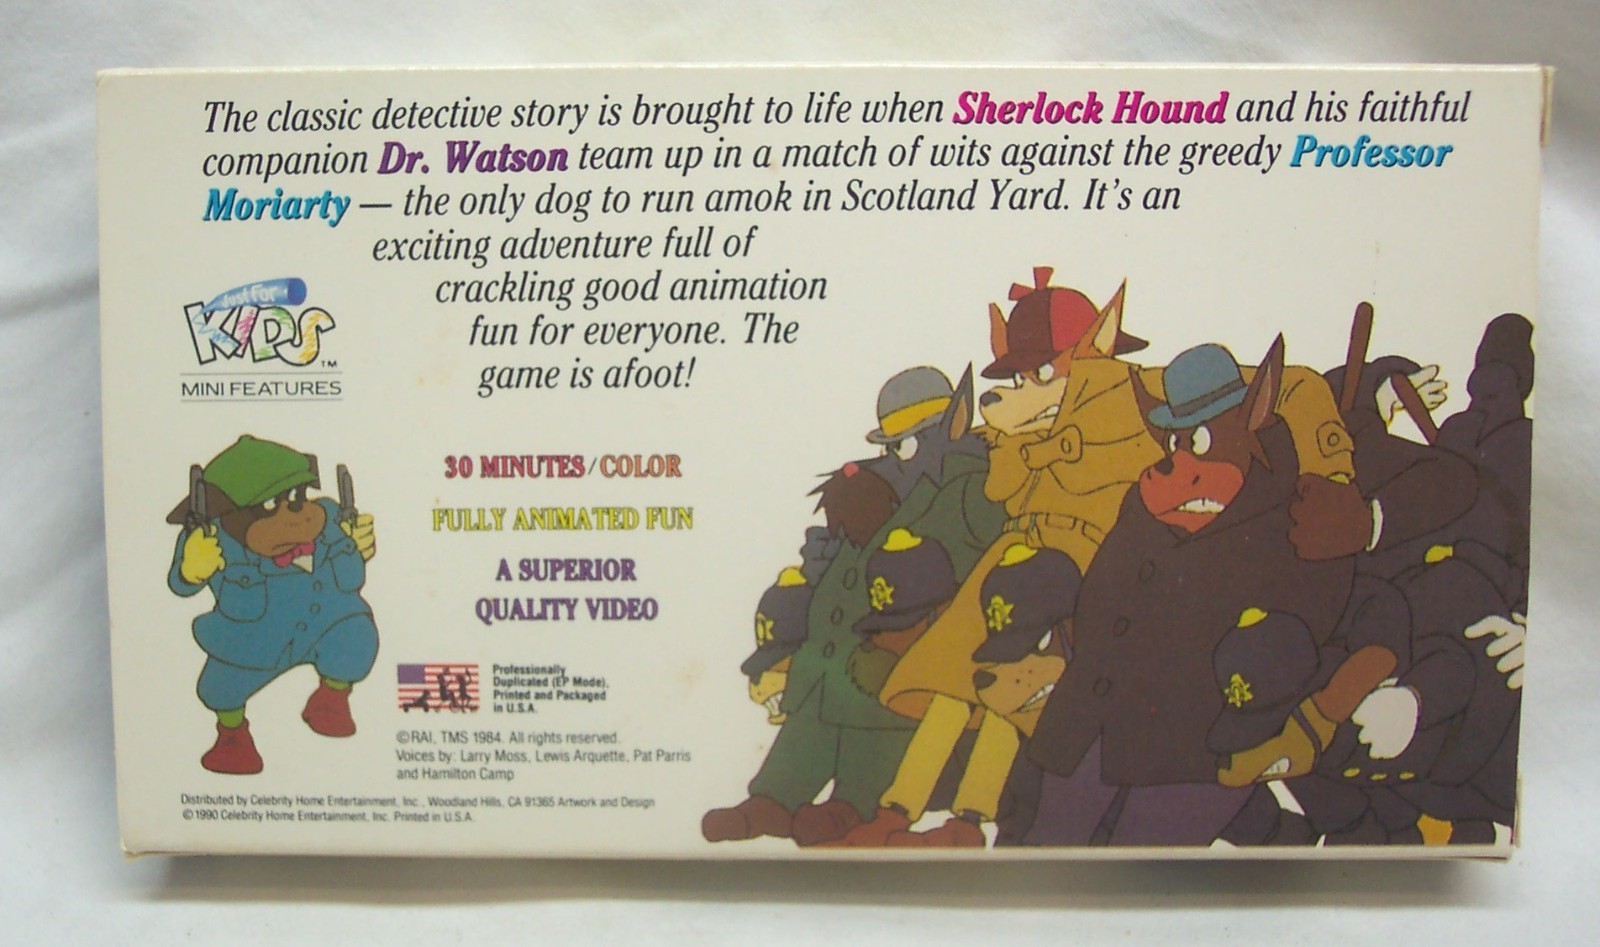 The classic detective story is brought to life when Sherlock Hound and his faithful
companion Dr. Watson team up in a match of wits against the greedy Professor
Moriarty — the only dog to run amok in Scotland Yard. It's an
exciting adventure full of
crackling good animation
fun for everyone. The
game is afoot!
Just For
KIDS™
MINI FEATURES
30 MINUTES/COLOR
FULLY ANIMATED FUN
A SUPERIOR
QUALITY VIDEO
Professionally
Duplicated (EP Mode),
Printed and Packaged
in U.S.A.
©RAI, TMS 1984. All rights reserved.
Voices by: Larry Moss, Lewis Arquette, Pat Parris
and Hamilton Camp
Distributed by Celebrity Home Entertainment, Inc., Woodland Hills, CA 91365 Artwork and Design
©1990 Celebrity Home Entertainment, Inc. Printed in U.S.A.